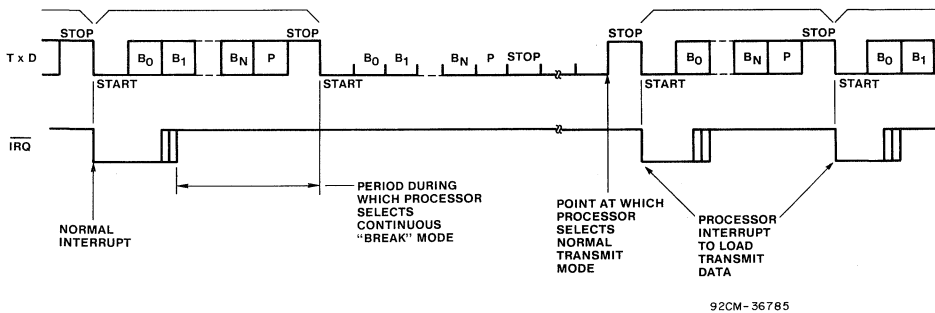 STOP STOP STOP STOP
T x D B0 B1 BN P B0 B1 BN P STOP B0 BN P B0 B1
START START START START
IRQ
NORMAL
INTERRUPT
PERIOD DURING
WHICH PROCESSOR
SELECTS
CONTINUOUS
"BREAK" MODE
POINT AT WHICH
PROCESSOR
SELECTS
NORMAL
TRANSMIT
MODE
PROCESSOR
INTERRUPT
TO LOAD
TRANSMIT
DATA
92CM-36785